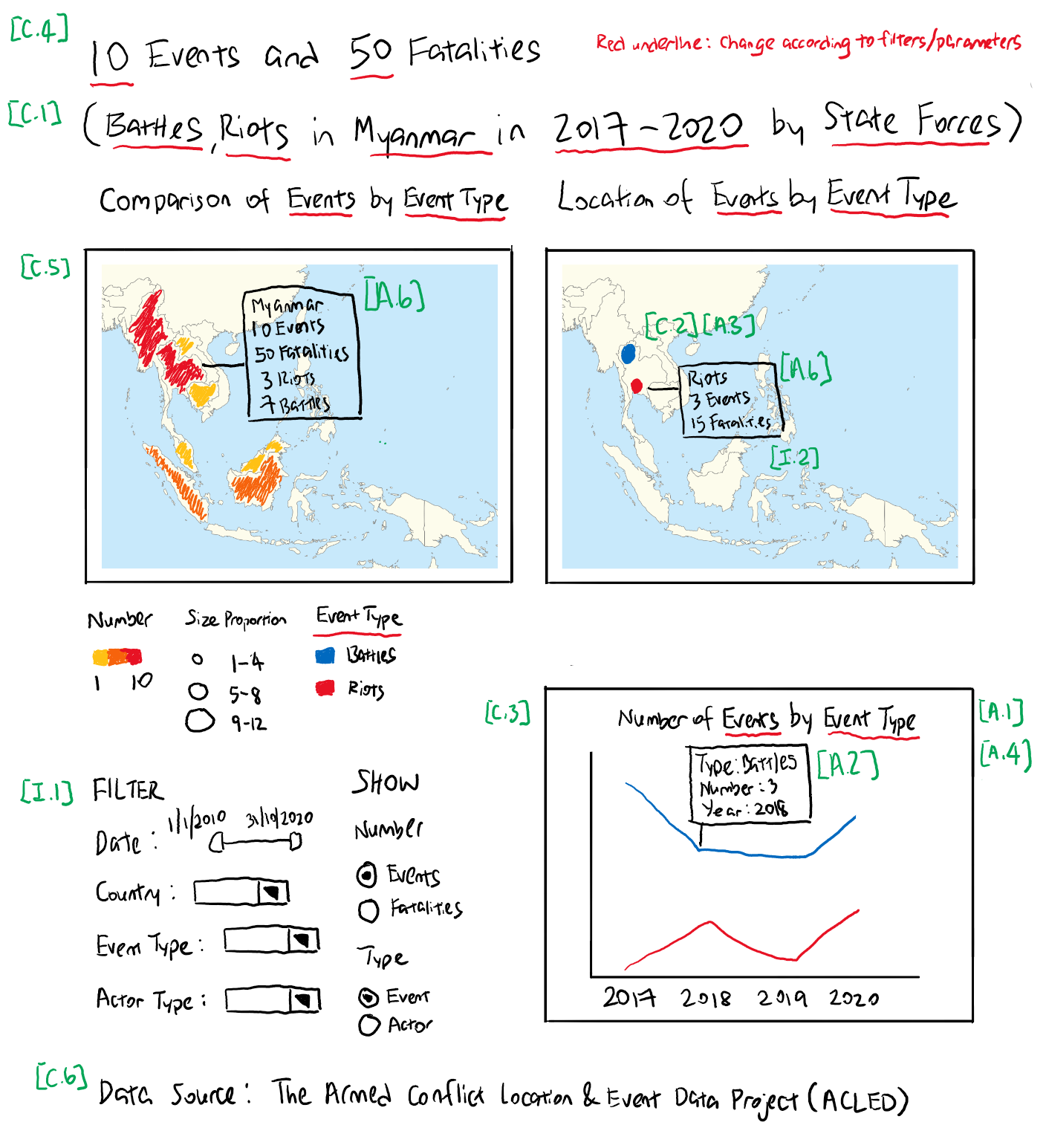 [C.4]
10 Events and 50 Fatalities
Red underline: Change according to filters/parameters
[C.1]
(Battles, Riots in Myanmar in 2017-2020 by State Forces)
Comparison of Events by Event Type
Location of Events by Event Type
[C.5]
Myanmar
10 Events
50 Fatalities
3 Riots
7 Battles
[A.6]
[C.2][A.3]
Riots
3 Events
15 Fatalities
[A.6]
[I.2]
Number
1 10
Size Proportion
1-4
5-8
9-12
Event Type
Battles
Riots
[C.3]
Number of Events by Event Type
[A.1]
[A.4]
Type: Battles
Number: 3
Year: 2018
[A.2]
2017 2018 2019 2020
[I.1] FILTER
Date: 1/1/2010 31/10/2020
Country:
Event Type:
Actor Type:
SHOW
Number
Events
Fatalities
Type
Event
Actor
[C.6]
Data Source: The Armed Conflict Location & Event Data Project (ACLED)